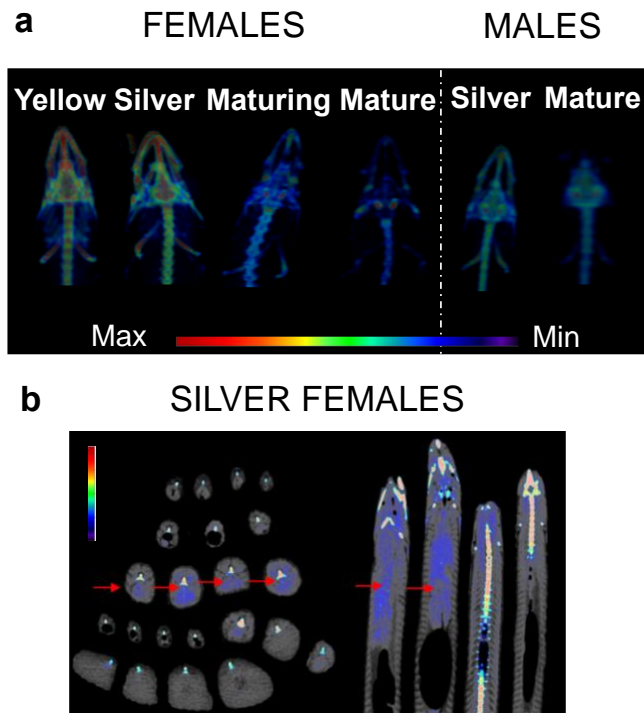 a FEMALES MALES
Yellow Silver Maturing Mature Silver Mature
Max Min
b SILVER FEMALES